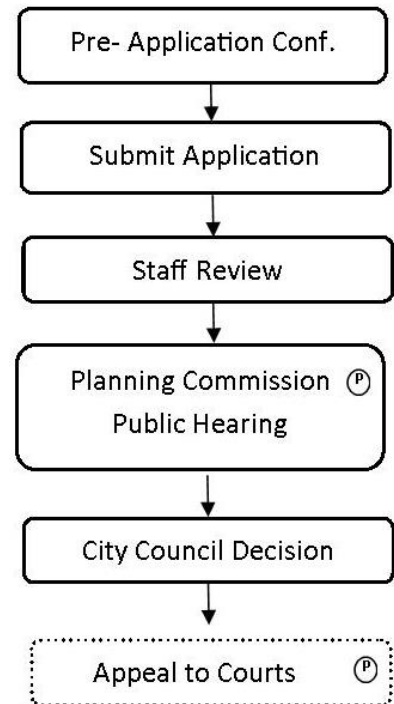 Pre- Application Conf.
Submit Application
Staff Review
Planning Commission P
Public Hearing
City Council Decision
Appeal to Courts P